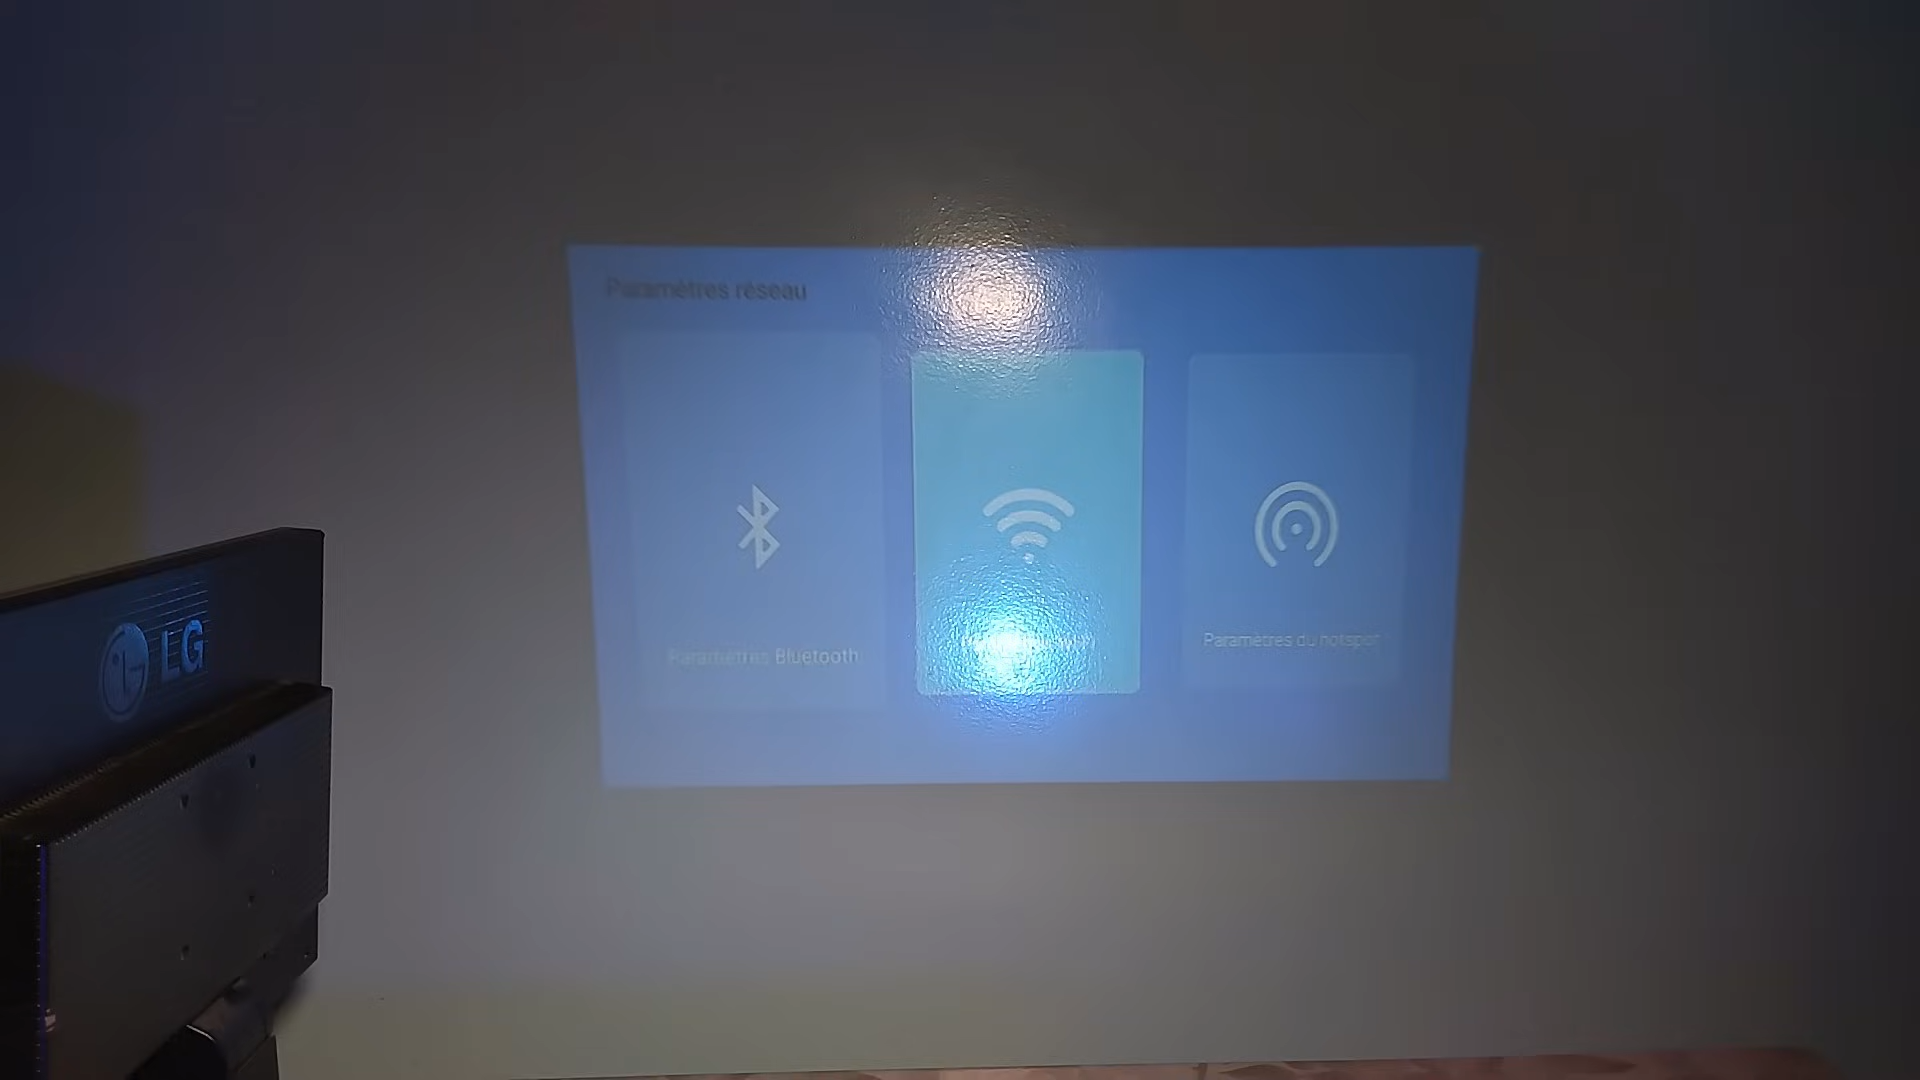 Paramètres réseau
Paramètres Bluetooth
Paramètres du hotspot
LG